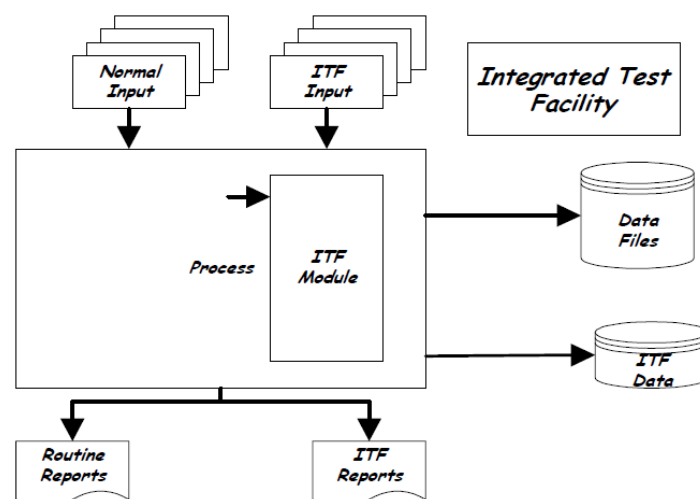 Normal
Input
ITF
Input
Integrated Test
Facility
Process
ITF
Module
Data
Files
ITF
Data
Routine
Reports
ITF
Reports